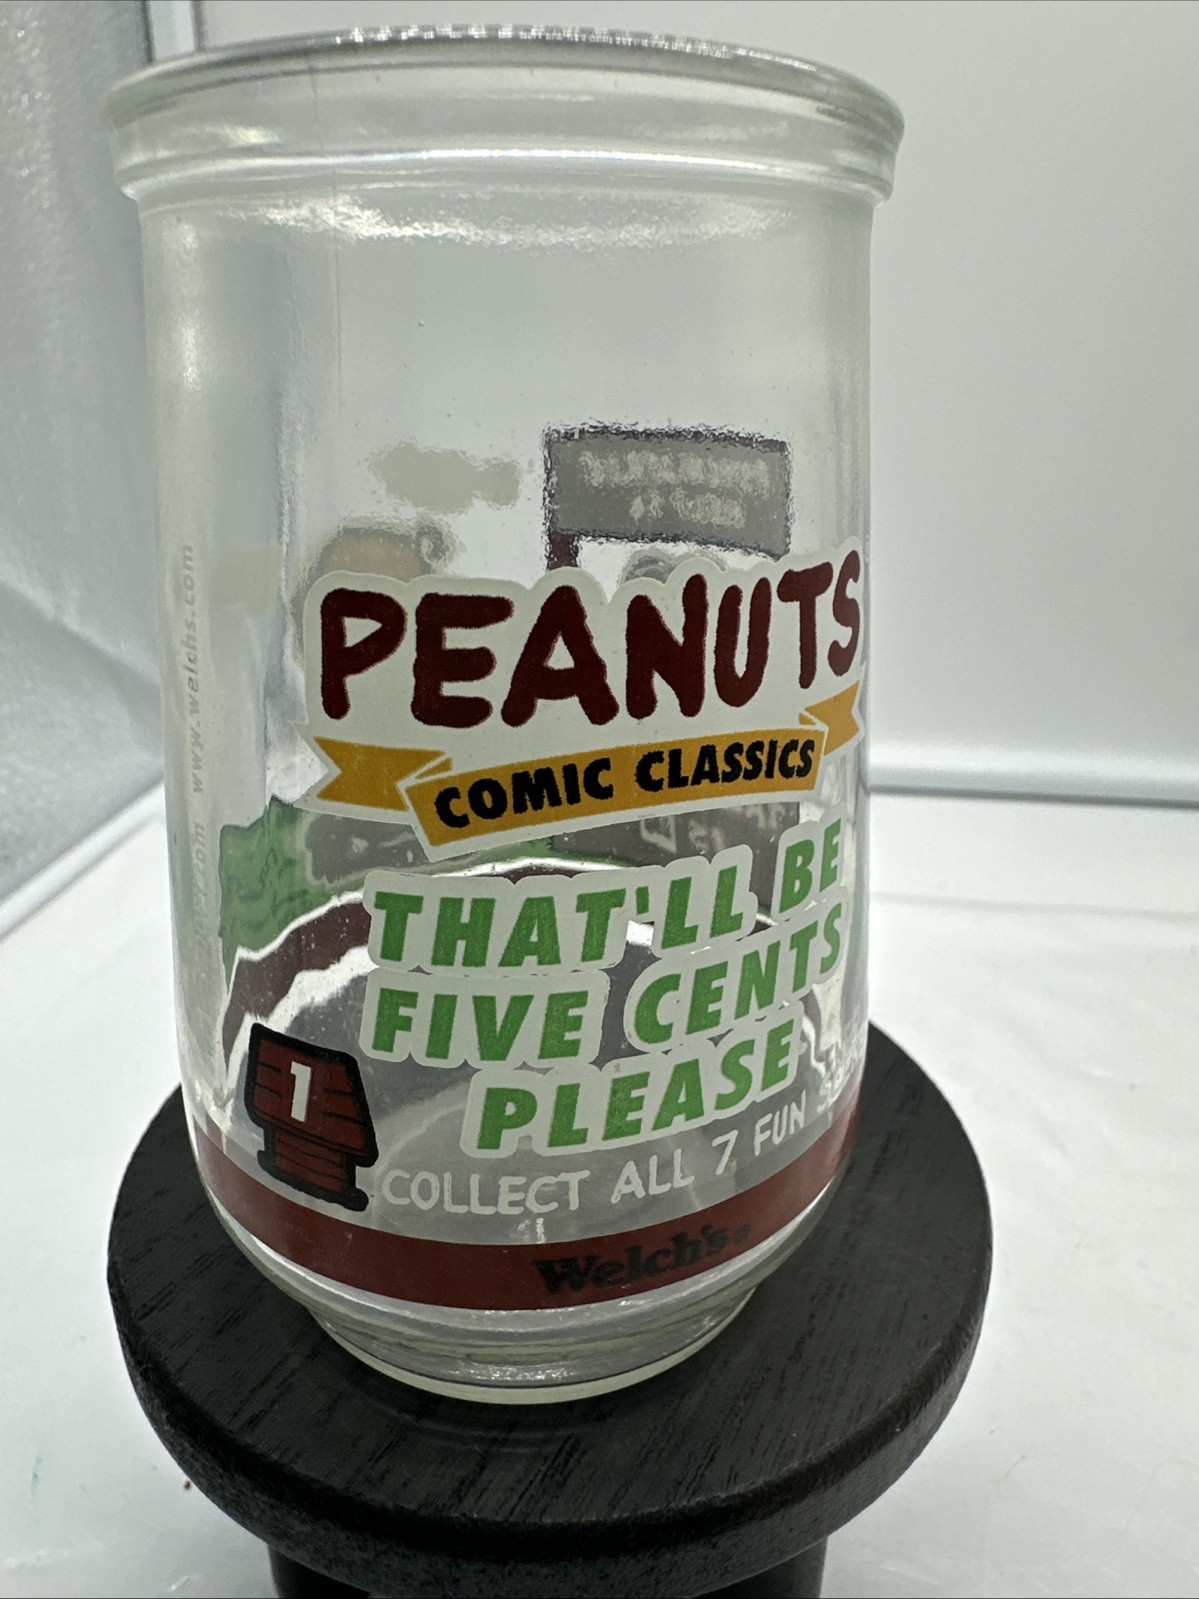 PEANUTS
COMIC CLASSICS
THAT'LL BE
FIVE CENTS
PLEASE
1
COLLECT ALL 7 FUN
Welch's®
www.welchs.com